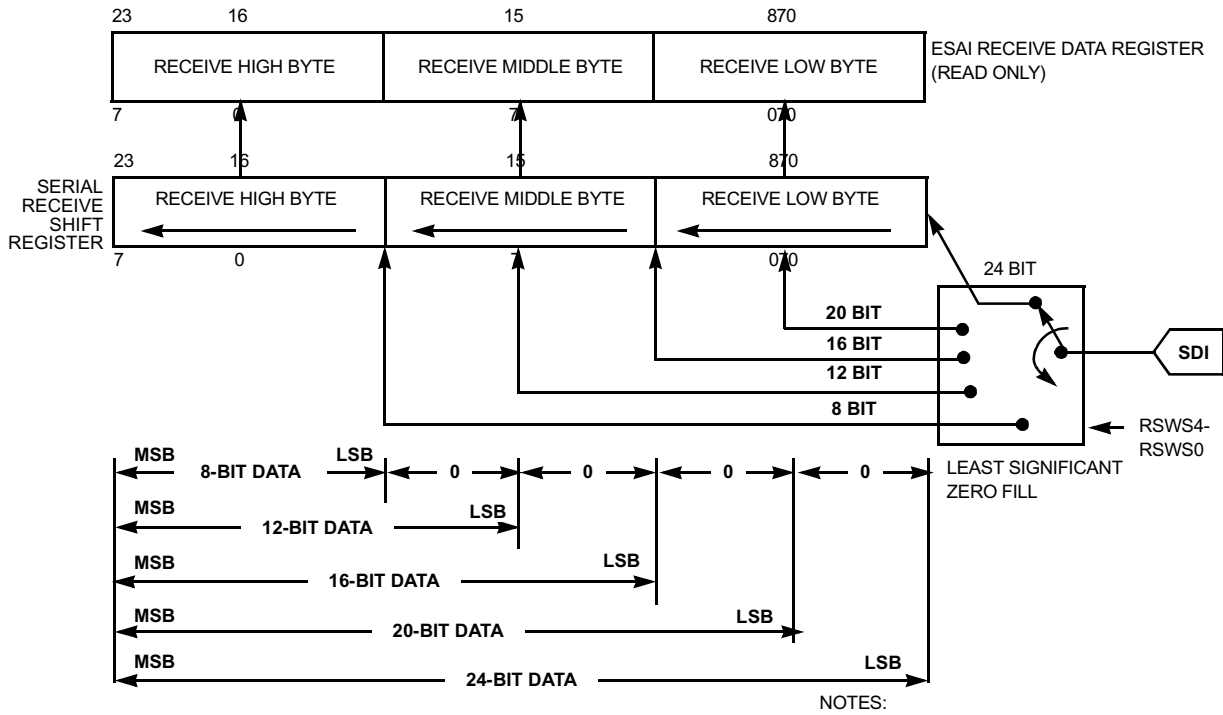 23 16 15 870
RECEIVE HIGH BYTE RECEIVE MIDDLE BYTE RECEIVE LOW BYTE
ESAI RECEIVE DATA REGISTER
(READ ONLY)
7 0 7 070
23 16 15 870
SERIAL
RECEIVE
SHIFT
REGISTER
RECEIVE HIGH BYTE RECEIVE MIDDLE BYTE RECEIVE LOW BYTE
7 0 7 070
24 BIT
20 BIT
16 BIT
12 BIT
8 BIT
SDI
RSWS4-
RSWS0
MSB 8-BIT DATA LSB 0 0 0 0
LEAST SIGNIFICANT
ZERO FILL
MSB 12-BIT DATA LSB
MSB 16-BIT DATA LSB
MSB 20-BIT DATA LSB
MSB 24-BIT DATA LSB
NOTES: